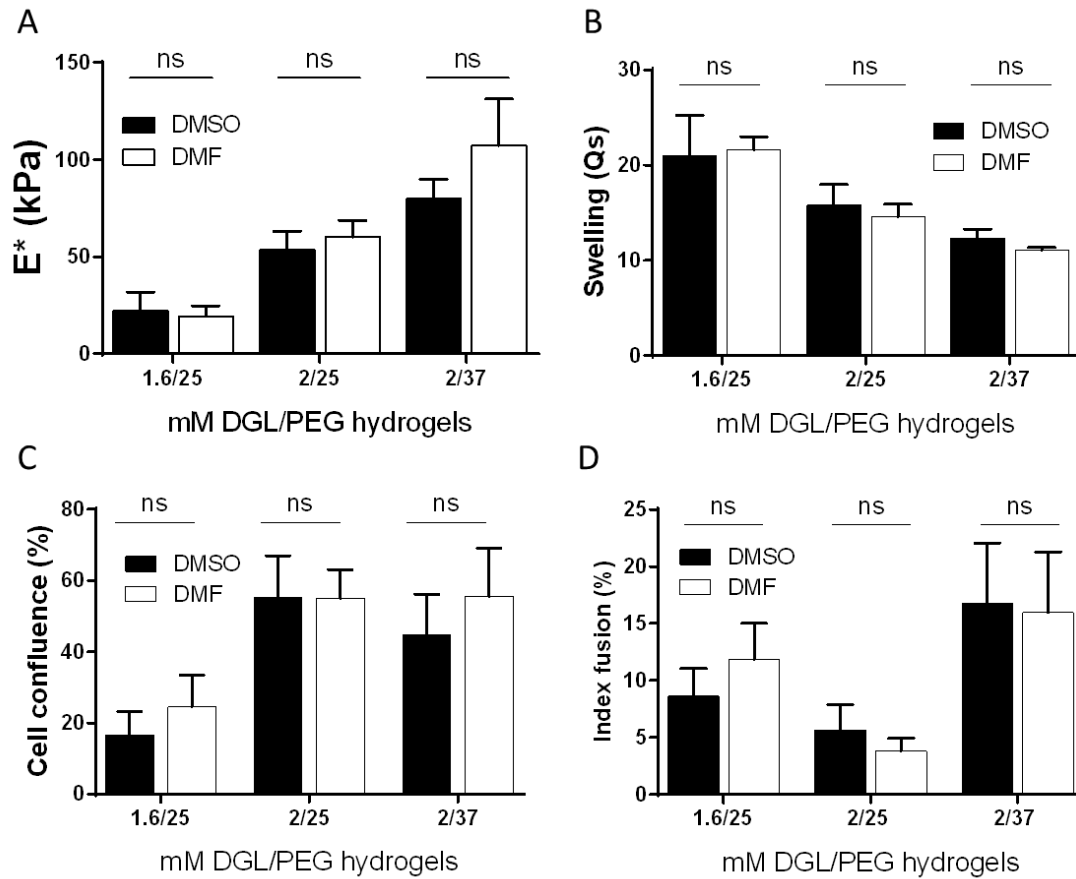 A
ns
ns
ns
150
100
50
0
E* (kPa)
DMSO
DMF
1.6/25
2/25
2/37
mM DGL/PEG hydrogels
B
ns
ns
ns
30
20
10
0
Swelling (Qs)
DMSO
DMF
1.6/25
2/25
2/37
mM DGL/PEG hydrogels
C
ns
ns
ns
80
60
40
20
0
Cell confluence (%)
DMSO
DMF
1.6/25
2/25
2/37
mM DGL/PEG hydrogels
D
ns
ns
ns
25
20
15
10
5
0
Index fusion (%)
DMSO
DMF
1.6/25
2/25
2/37
mM DGL/PEG hydrogels